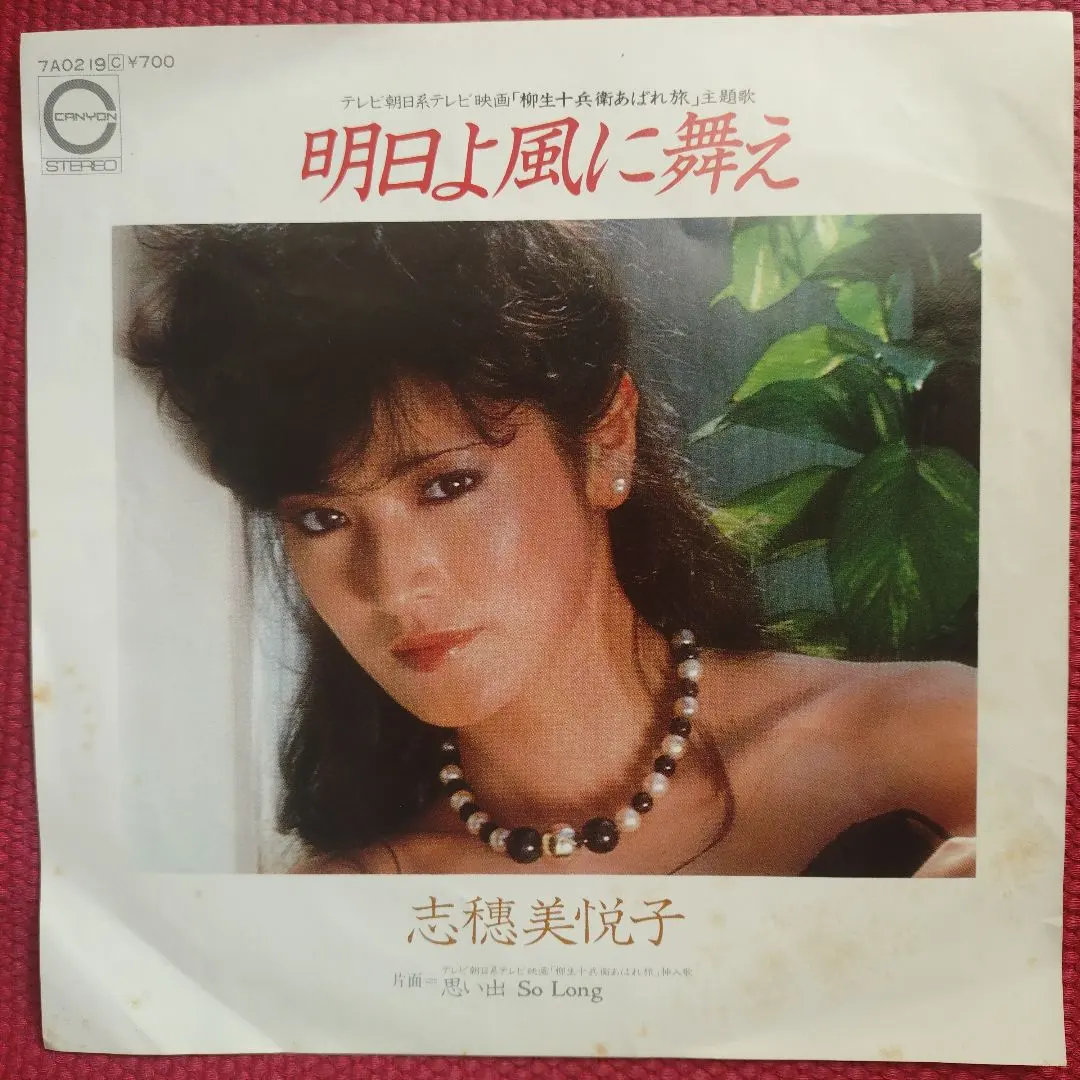 7A0219 C ¥700
CANYON
STEREO
テレビ朝日系テレビ映画「柳生十兵衛あばれ旅」主題歌
明日よ風に舞え
志穂美悦子
テレビ朝日系テレビ映画「柳生十兵衛あばれ旅」挿入歌
片面=思い出 So Long